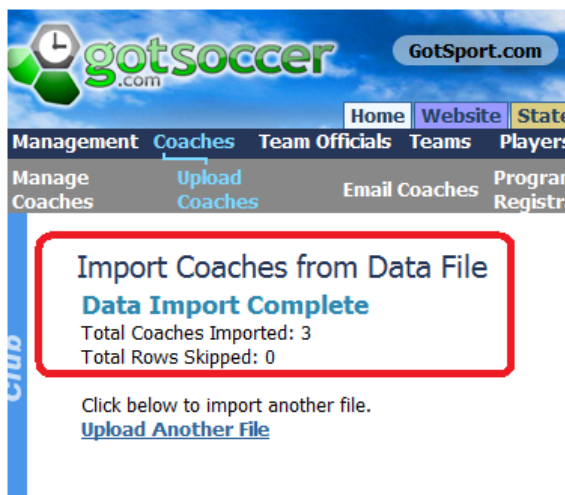 gotsoccer
.com
GotSport.com
Home Website State
Management Coaches Team Officials Teams Players
Manage Coaches
Upload Coaches
Email Coaches
Program Registr
Import Coaches from Data File
Data Import Complete
Total Coaches Imported: 3
Total Rows Skipped: 0
Club
Click below to import another file.
Upload Another File